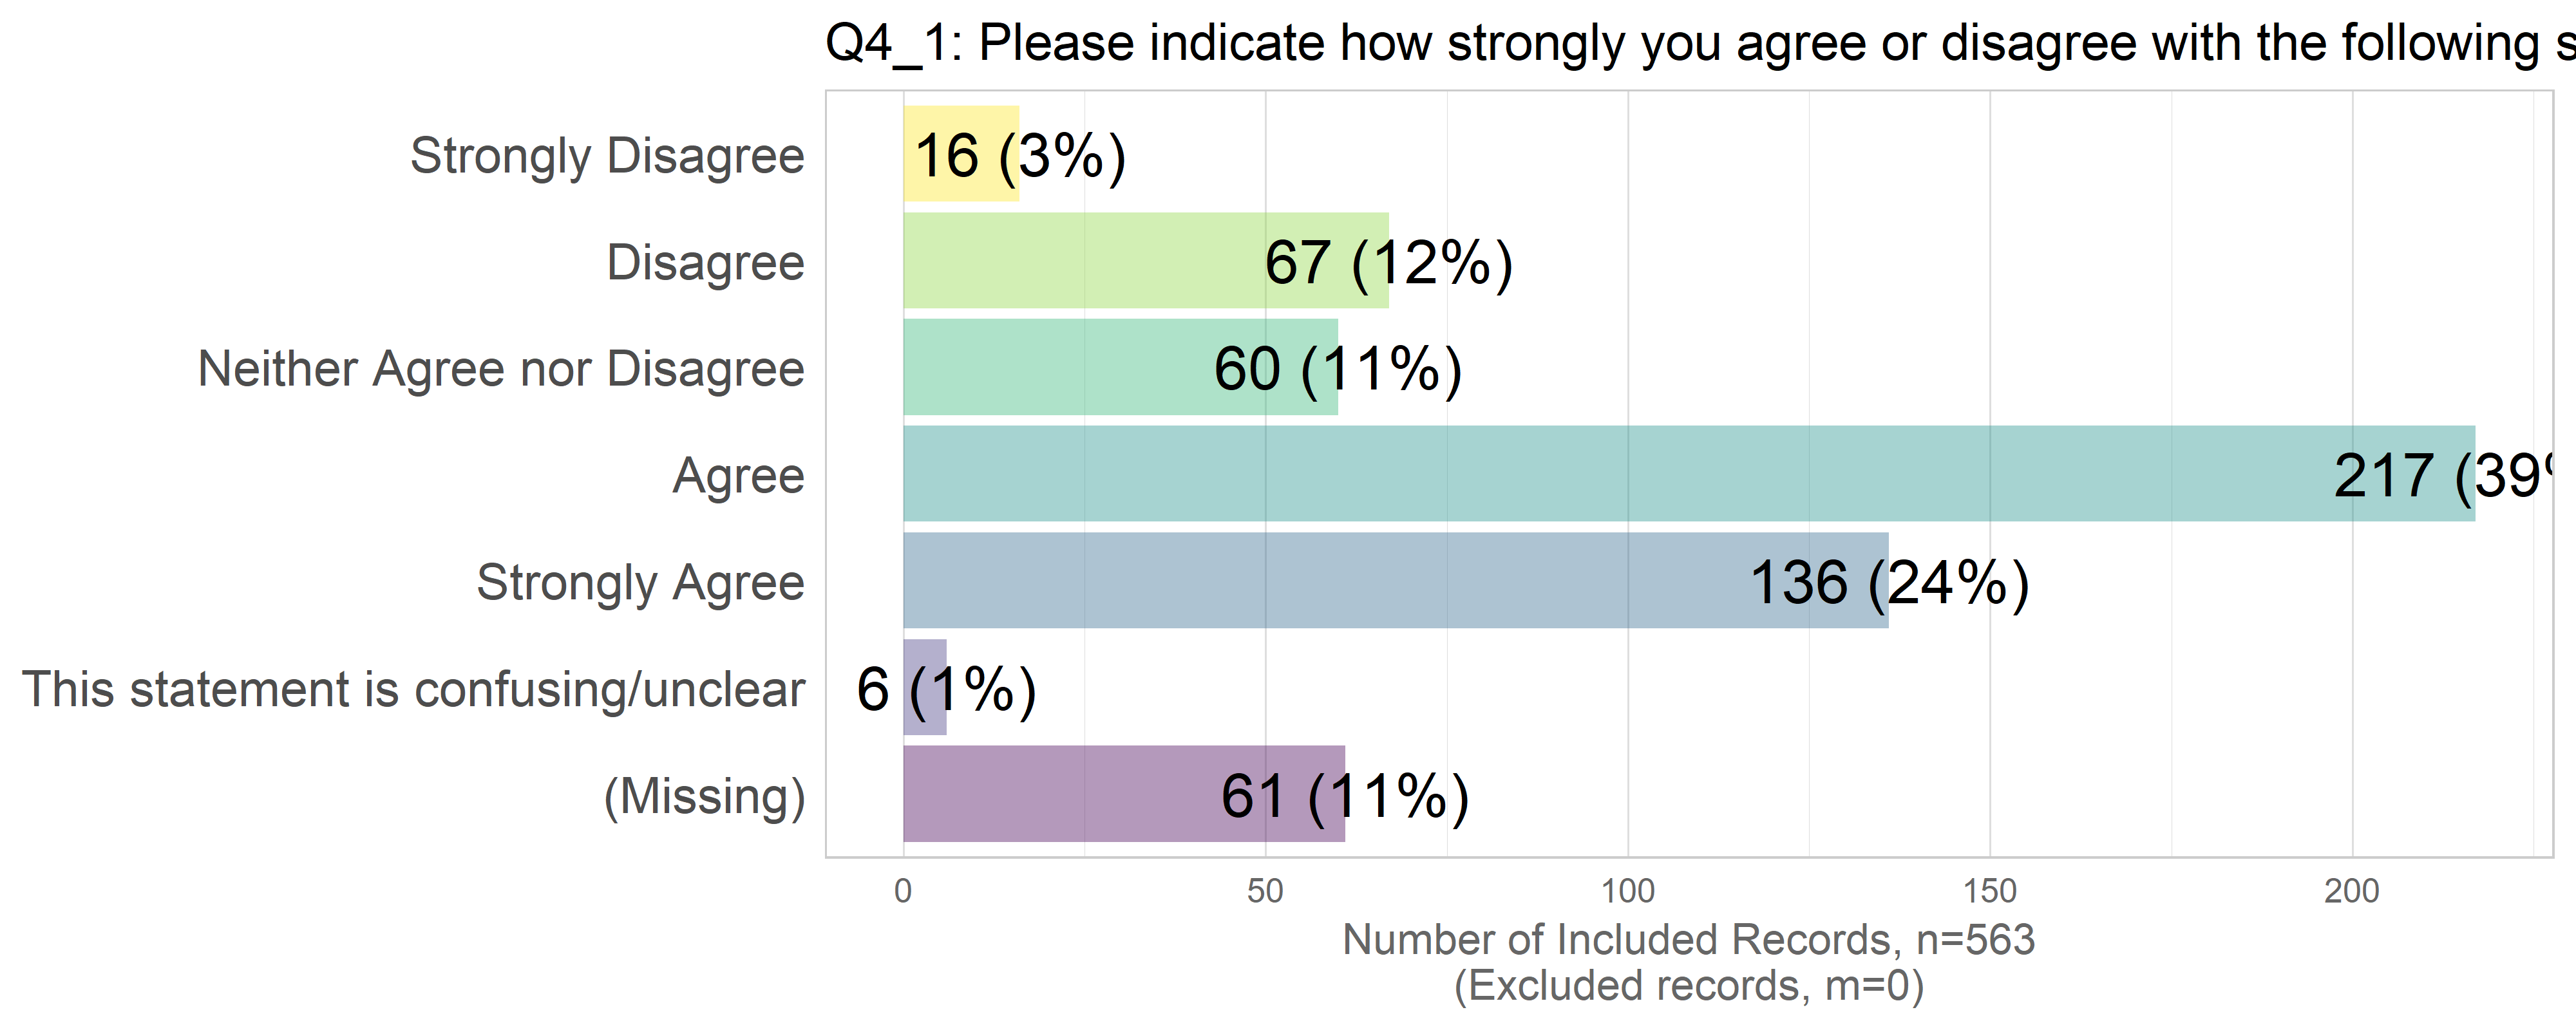 Q4_1: Please indicate how strongly you agree or disagree with the following s
Strongly Disagree 16 (3%)
Disagree 67 (12%)
Neither Agree nor Disagree 60 (11%)
Agree 217 (39%
Strongly Agree 136 (24%)
This statement is confusing/unclear 6 (1%)
(Missing) 61 (11%)
0 50 100 150 200
Number of Included Records, n=563
(Excluded records, m=0)